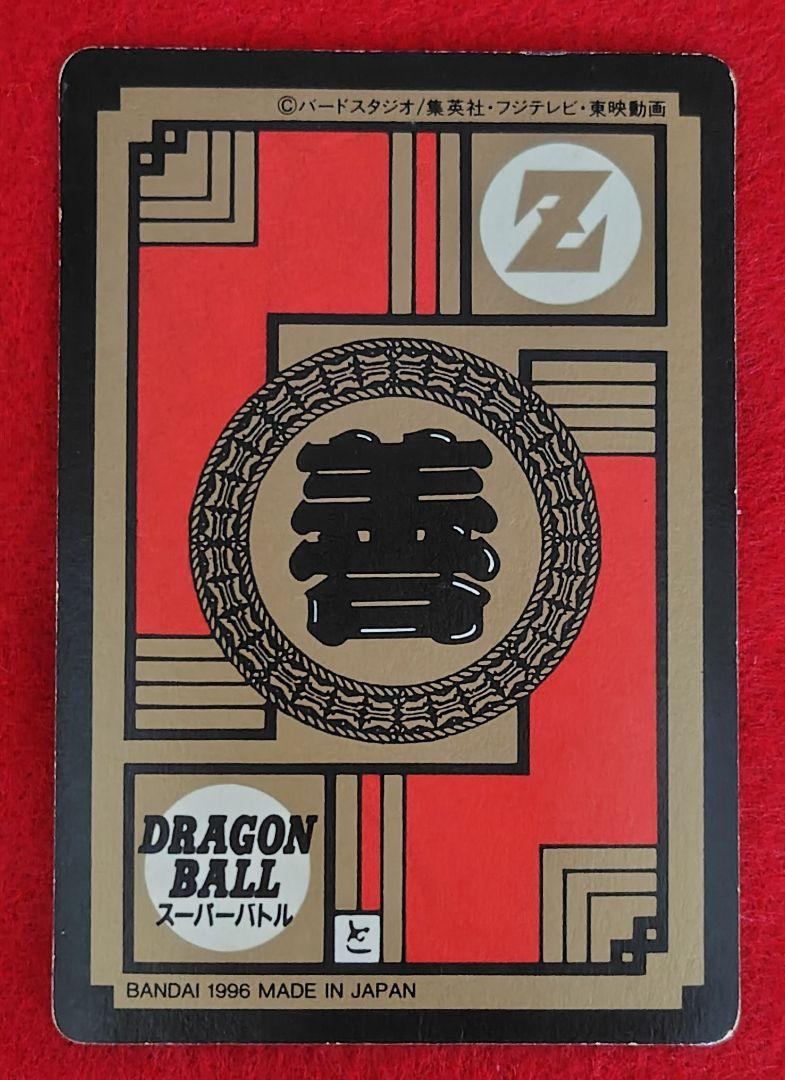 ©バードスタジオ/集英社・フジテレビ・東映動画
Z
善
DRAGON
BALL
スーパーバトル
と
BANDAI 1996 MADE IN JAPAN